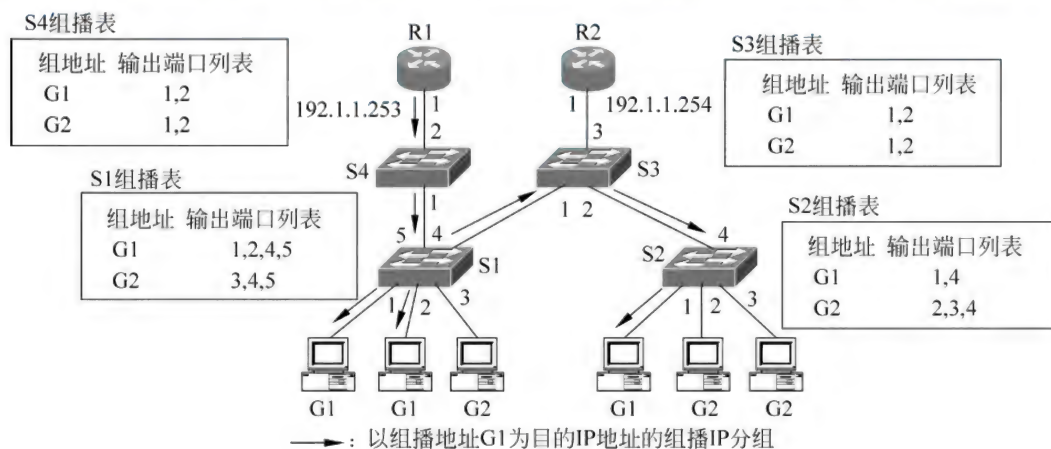 S4组播表
组地址 输出端口列表
G1 1,2
G2 1,2
R1
R2
S3组播表
组地址 输出端口列表
G1 1,2
G2 1,2
192.1.1.253
1
2
1
192.1.1.254
3
S4
S3
1
1 2
S1组播表
组地址 输出端口列表
G1 1,2,4,5
G2 3,4,5
5
4
S1
1
2
3
S2组播表
组地址 输出端口列表
G1 1,4
G2 2,3,4
4
S2
1
2
3
G1
G1
G2
G1
G2
G2
：以组播地址G1为目的IP地址的组播IP分组